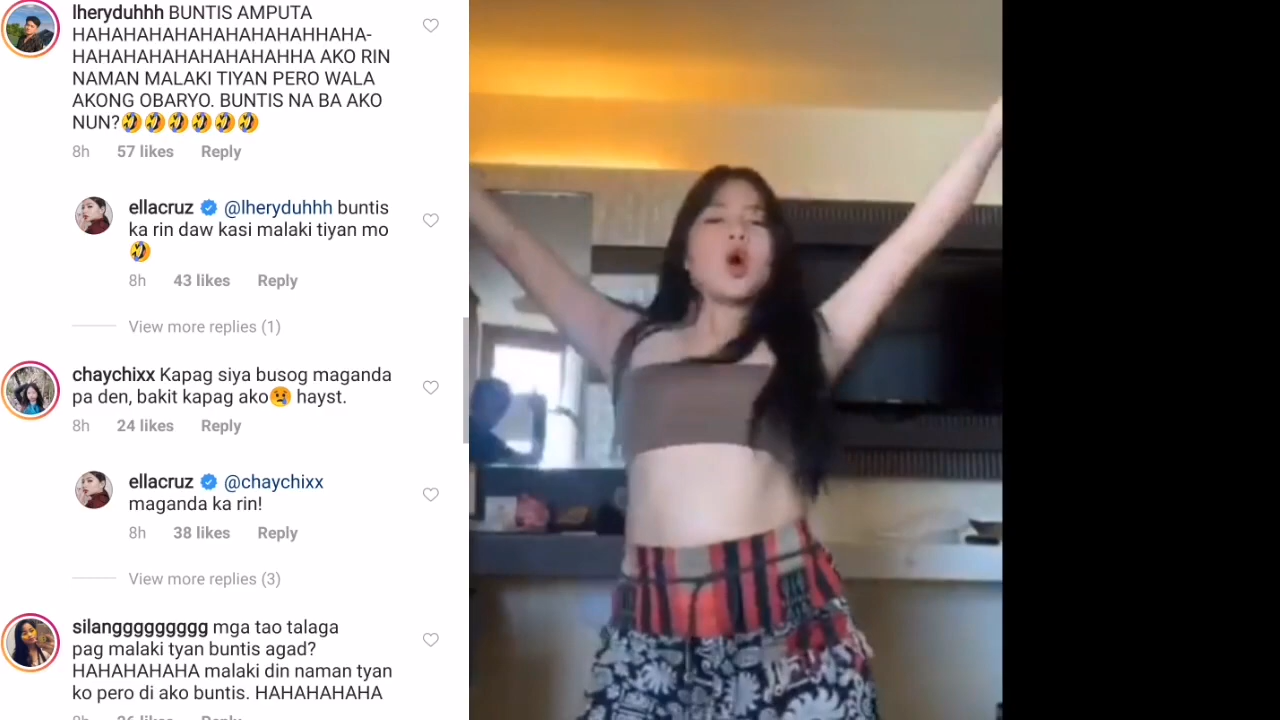 lheryduhhh BUNTIS AMPUTA
HAHAHAHAHAHAHAHAHAHHAHA-
HAHAHAHAHAHAHAHAHHA AKO RIN
NAMAN MALAKI TIYAN PERO WALA
AKONG OBARYO. BUNTIS NA BA AKO
NUN?🤣🤣🤣🤣🤣🤣
8h 57 likes Reply
ellacruz @lheryduhhh buntis
ka rin daw kasi malaki tiyan mo
🤣
8h 43 likes Reply
View more replies (1)
chaychixx Kapag siya busog maganda
pa den, bakit kapag ako😢 hayst.
8h 24 likes Reply
ellacruz @chaychixx
maganda ka rin!
8h 38 likes Reply
View more replies (3)
silanggggggggg mga tao talaga
pag malaki tyan buntis agad?
HAHAHAHAHA malaki din naman tyan
ko pero di ako buntis. HAHAHAHAHA
8h 26 likes Reply